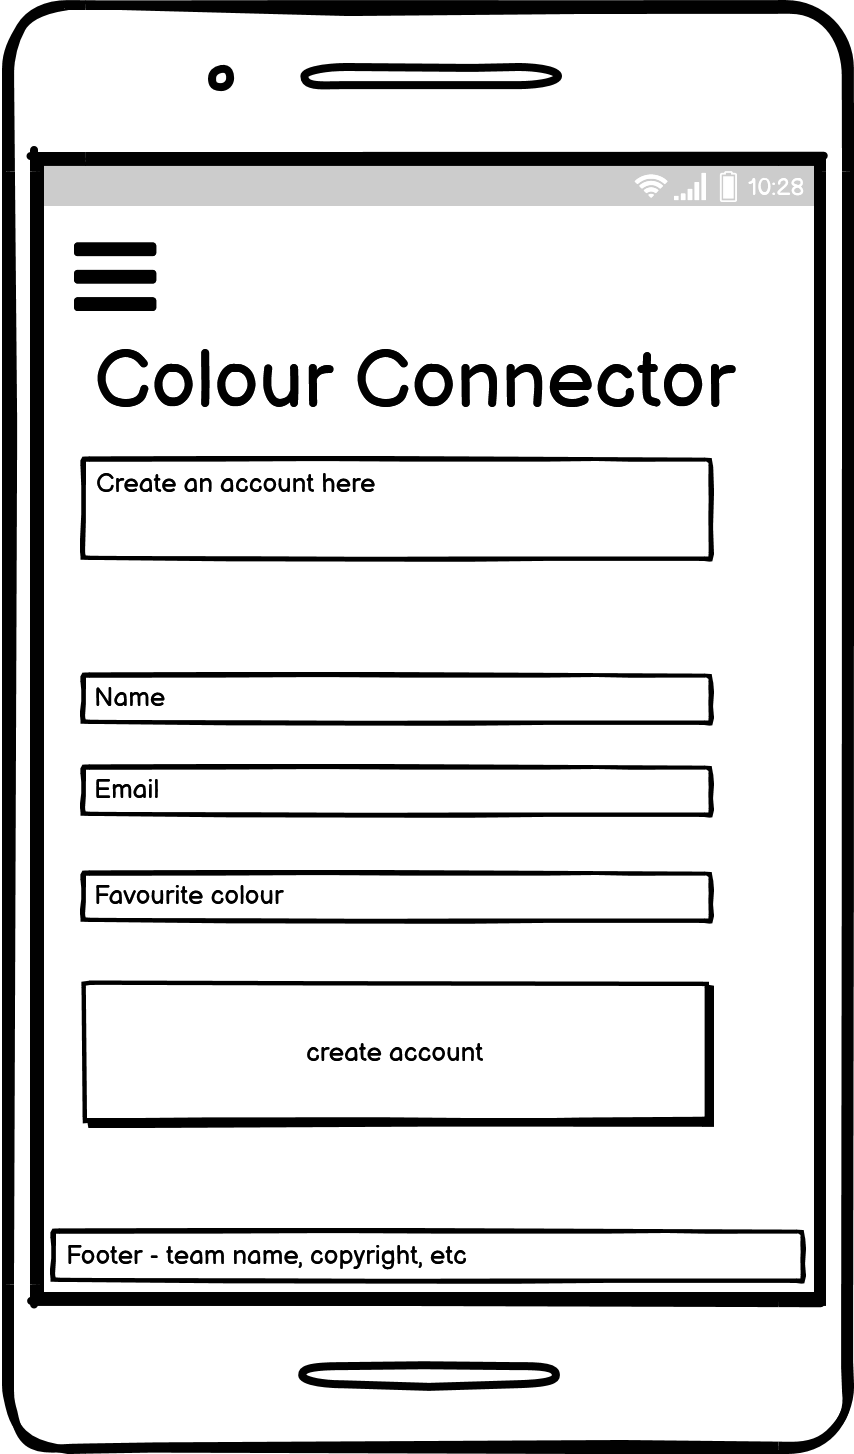 10:28
Colour Connector
Create an account here
Name
Email
Favourite colour
create account
Footer - team name, copyright, etc